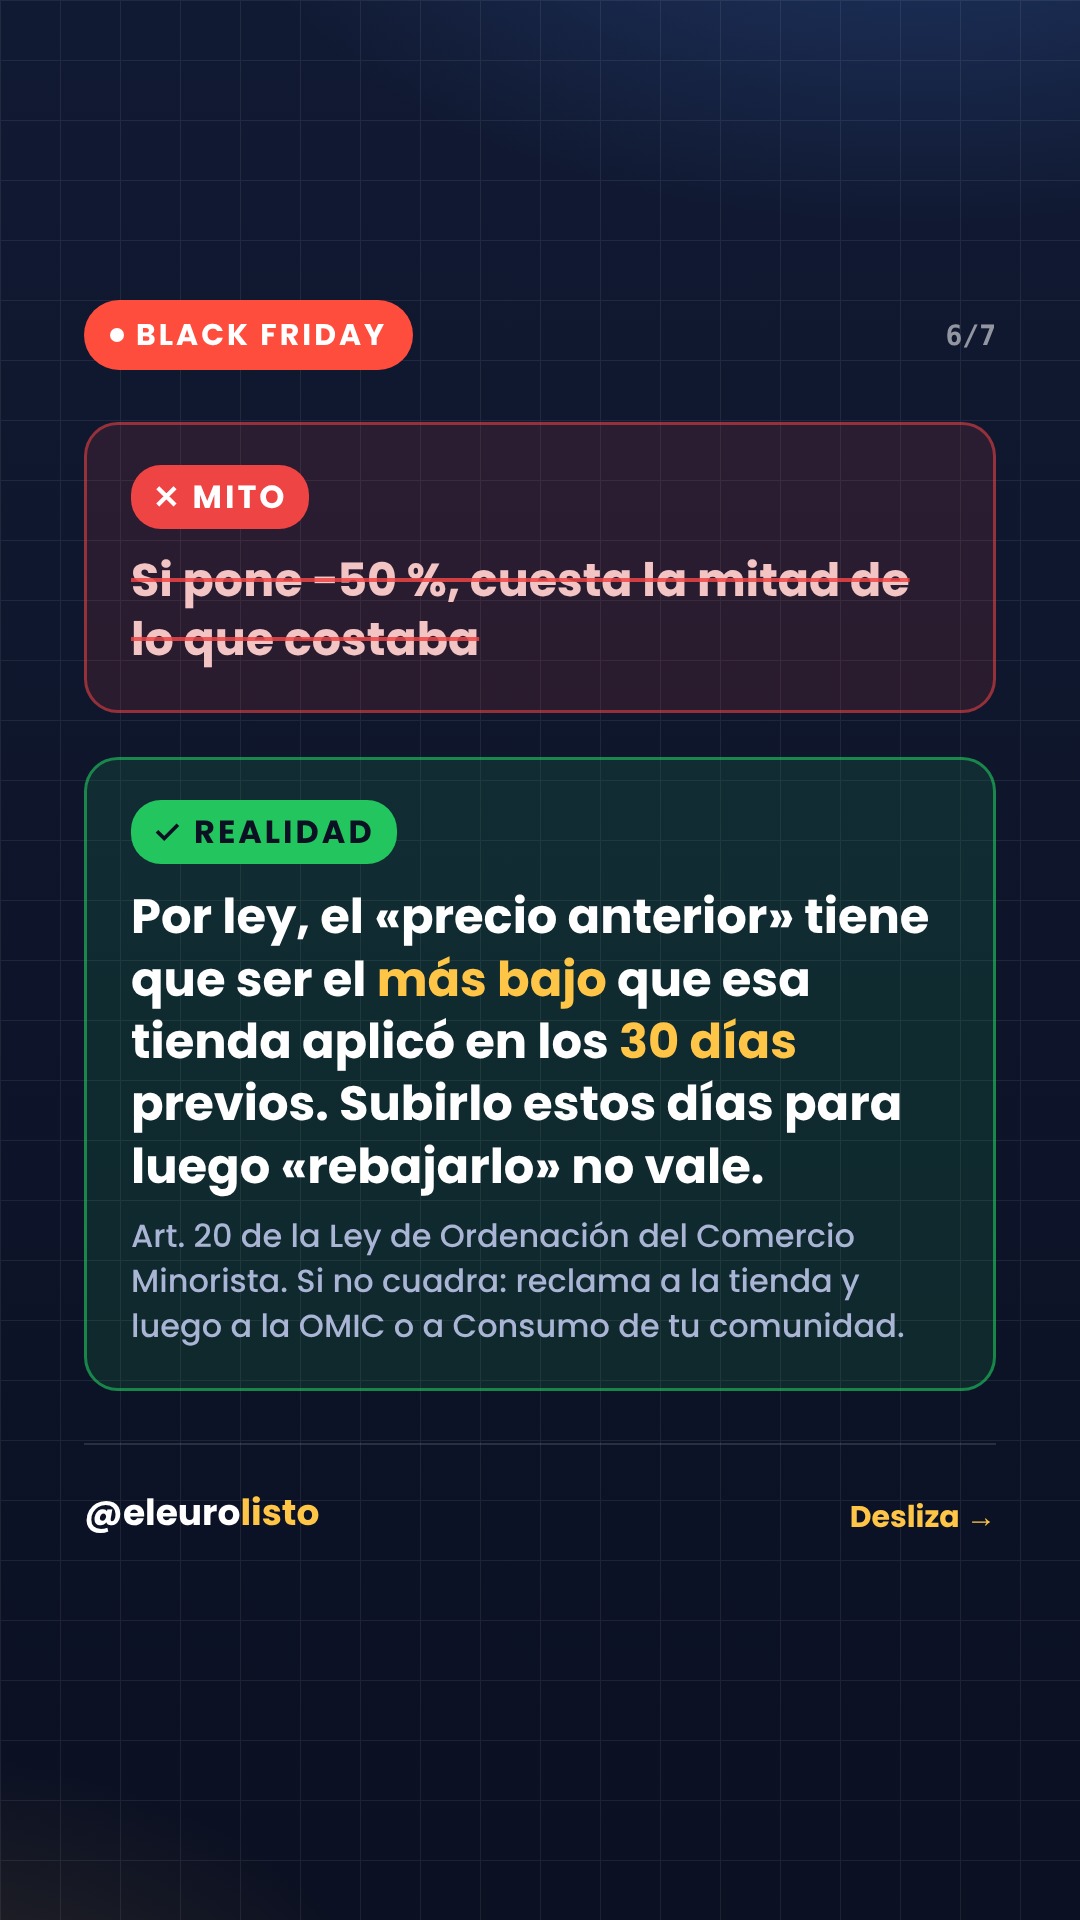 BLACK FRIDAY
6/7
✕ MITO
Si pone −50 %, cuesta la mitad de
lo que costaba
✓ REALIDAD
Por ley, el «precio anterior» tiene
que ser el más bajo que esa
tienda aplicó en los 30 días
previos. Subirlo estos días para
luego «rebajarlo» no vale.
Art. 20 de la Ley de Ordenación del Comercio
Minorista. Si no cuadra: reclama a la tienda y
luego a la OMIC o a Consumo de tu comunidad.
@eleurolisto
Desliza →